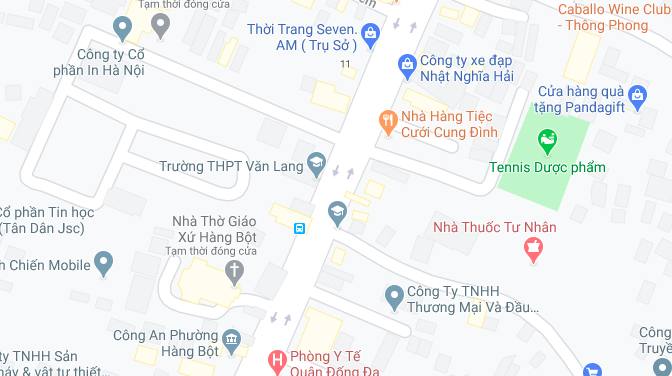 ein
Caballo Wine Club
- Thông Phong
Tạm thời đóng cửa
Thời Trang Seven.
AM ( Trụ Sở )
Công ty Cổ
phần In Hà Nội
11
Công ty xe đạp
Nhật Nghĩa Hải
Cửa hàng quà
tặng Pandagift
Nhà Hàng Tiệc
Cưới Cung Đình
Trường THPT Văn Lang
Tennis Dược phẩm
Cổ phần Tin học
(Tân Dân Jsc)
Nhà Thờ Giáo
Xứ Hàng Bột
Tạm thời đóng cửa
Nhà Thuốc Tư Nhân
h Chiến Mobile
Công Ty TNHH
Thương Mại Và Đầu...
Công An Phường
Hàng Bột
Công
Truyề
ty TNHH Sản
máy & vật tư thiết...
Phòng Y Tế
Quận Đống Đa